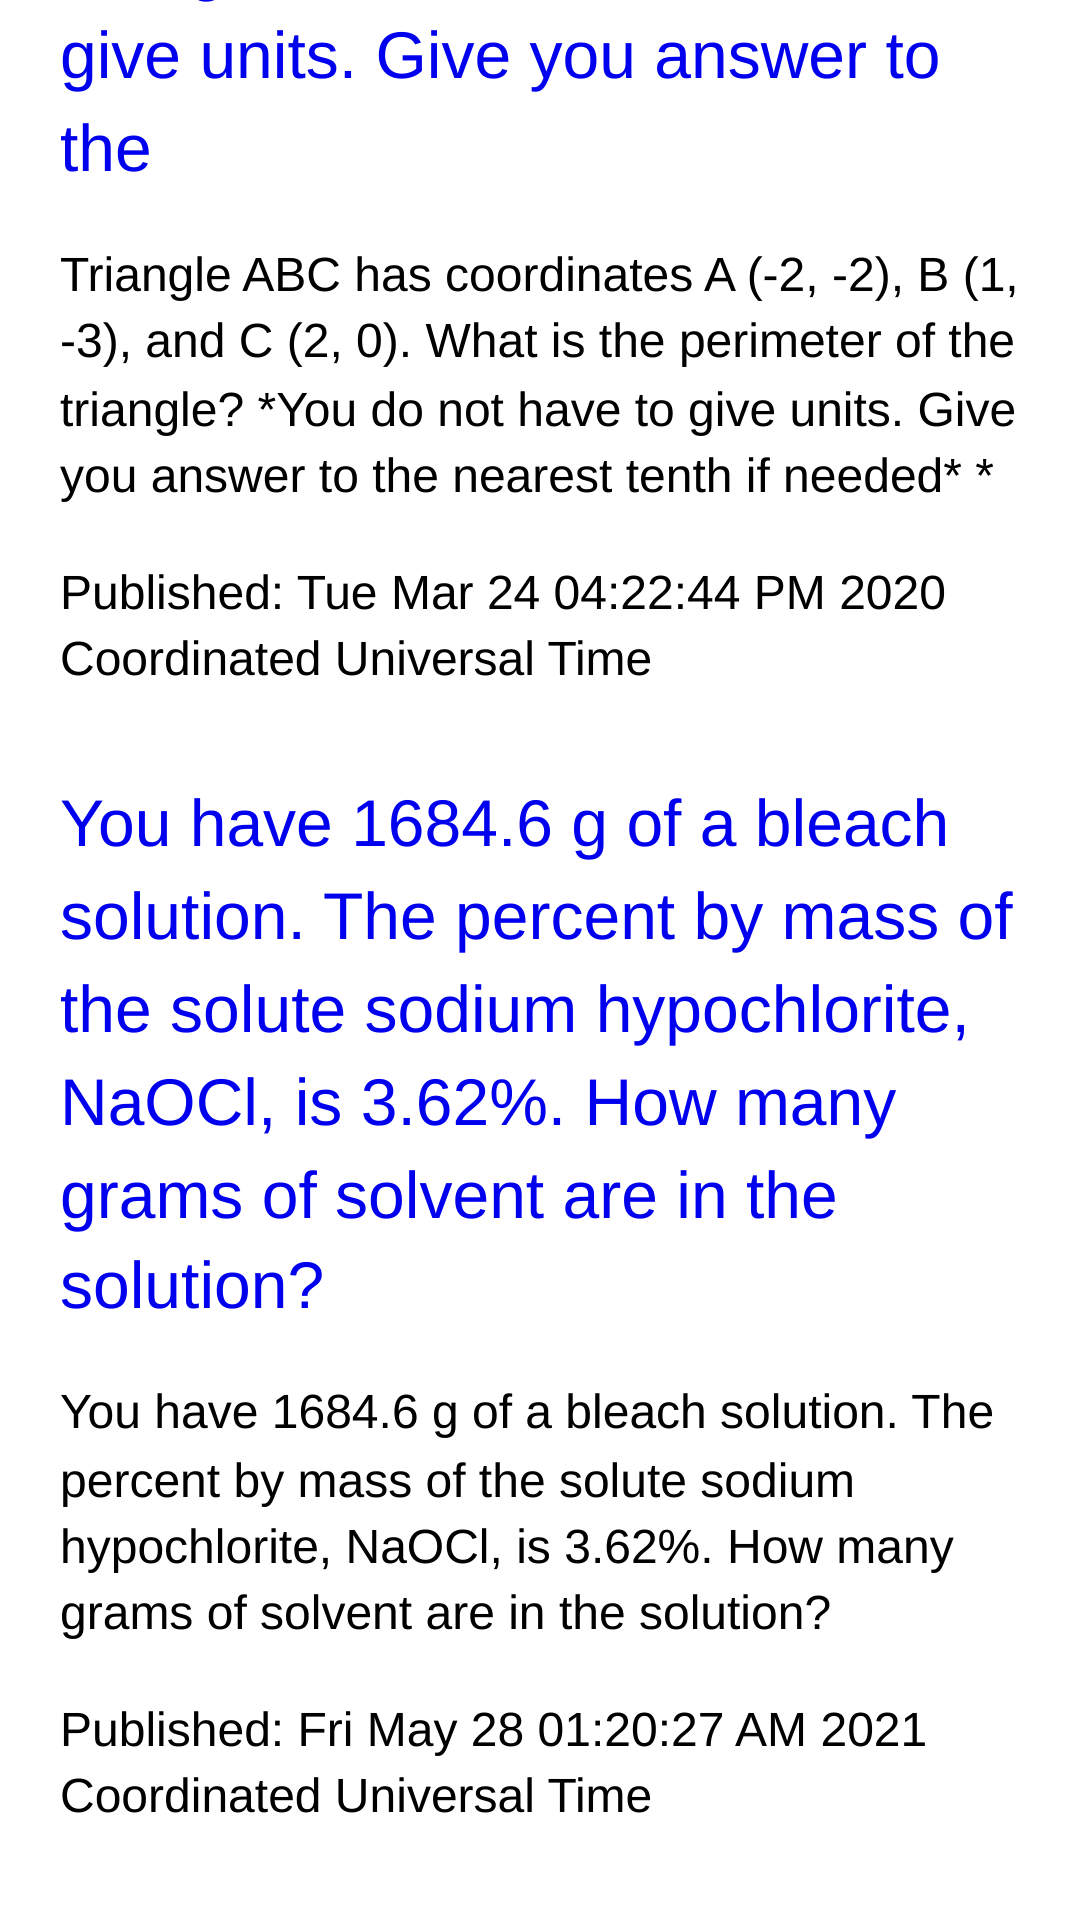 give units. Give you answer to
the
Triangle ABC has coordinates A (-2, -2), B (1,
-3), and C (2, 0). What is the perimeter of the
triangle? *You do not have to give units. Give
you answer to the nearest tenth if needed* *
Published: Tue Mar 24 04:22:44 PM 2020
Coordinated Universal Time
You have 1684.6 g of a bleach
solution. The percent by mass of
the solute sodium hypochlorite,
NaOCl, is 3.62%. How many
grams of solvent are in the
solution?
You have 1684.6 g of a bleach solution. The
percent by mass of the solute sodium
hypochlorite, NaOCl, is 3.62%. How many
grams of solvent are in the solution?
Published: Fri May 28 01:20:27 AM 2021
Coordinated Universal Time